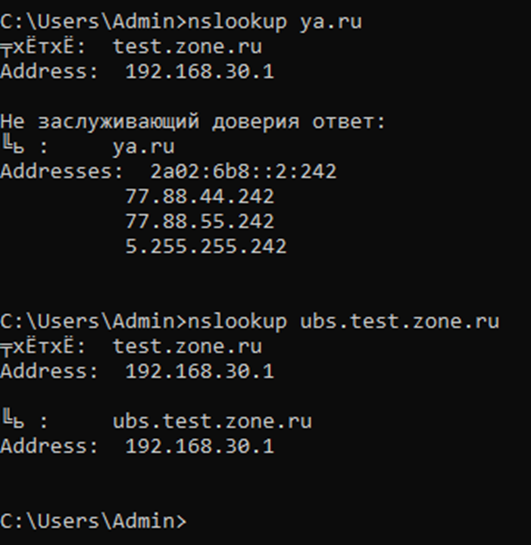 C:\Users\Admin>nslookup ya.ru
╤хЁтхЁ:  test.zone.ru
Address:  192.168.30.1
Не заслуживающий доверия ответ:
╚ь :     ya.ru
Addresses:  2a02:6b8::2:242
77.88.44.242
77.88.55.242
5.255.255.242
C:\Users\Admin>nslookup ubs.test.zone.ru
╤хЁтхЁ:  test.zone.ru
Address:  192.168.30.1
╚ь :     ubs.test.zone.ru
Address:  192.168.30.1
C:\Users\Admin>